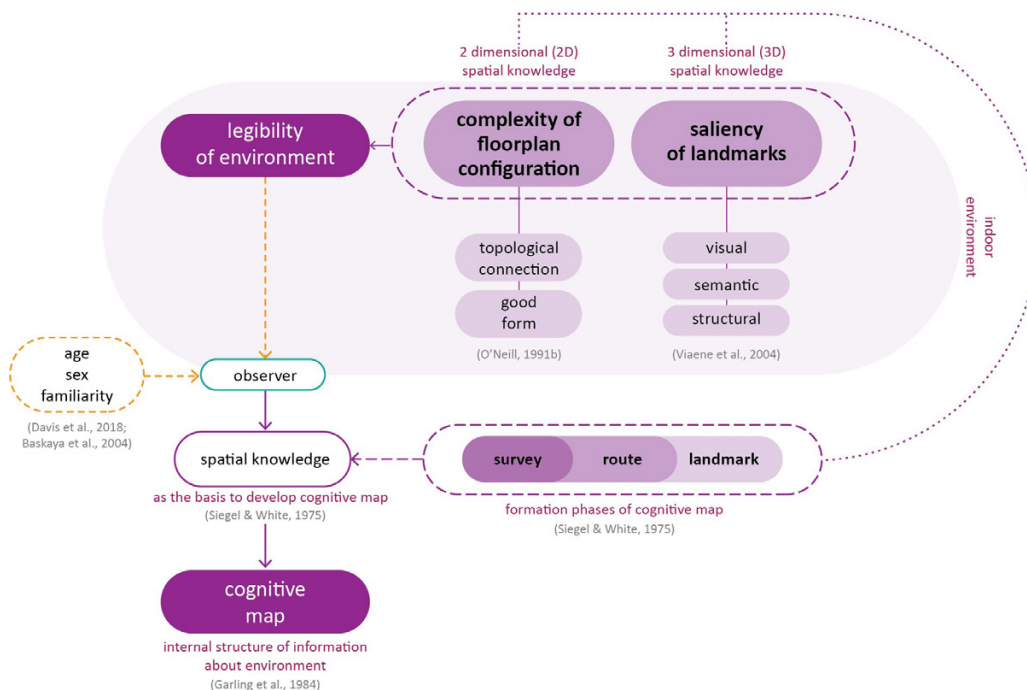 2 dimensional (2D)
spatial knowledge
3 dimensional (3D)
spatial knowledge
legibility
of environment
complexity of
floorplan
configuration
saliency
of landmarks
indoor
environment
topological
connection
good
form
(O’Neill, 1991b)
visual
semantic
structural
(Viaene et al., 2004)
age
sex
familiarity
(Davis et al., 2018;
Baskaya et al., 2004)
observer
spatial knowledge
as the basis to develop cognitive map
(Siegel & White, 1975)
survey
route
landmark
formation phases of cognitive map
(Siegel & White, 1975)
cognitive
map
internal structure of information
about environment
(Garling et al., 1984)